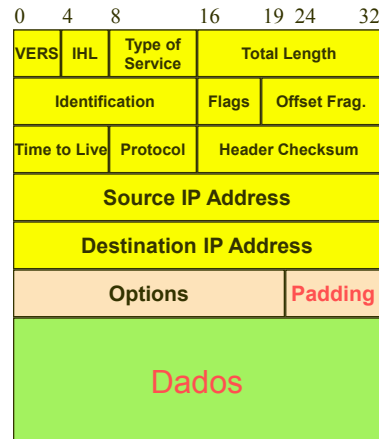 0 4 8 16 19 24 32
VERS IHL Type of Service Total Length
Identification Flags Offset Frag.
Time to Live Protocol Header Checksum
Source IP Address
Destination IP Address
Options Padding
Dados